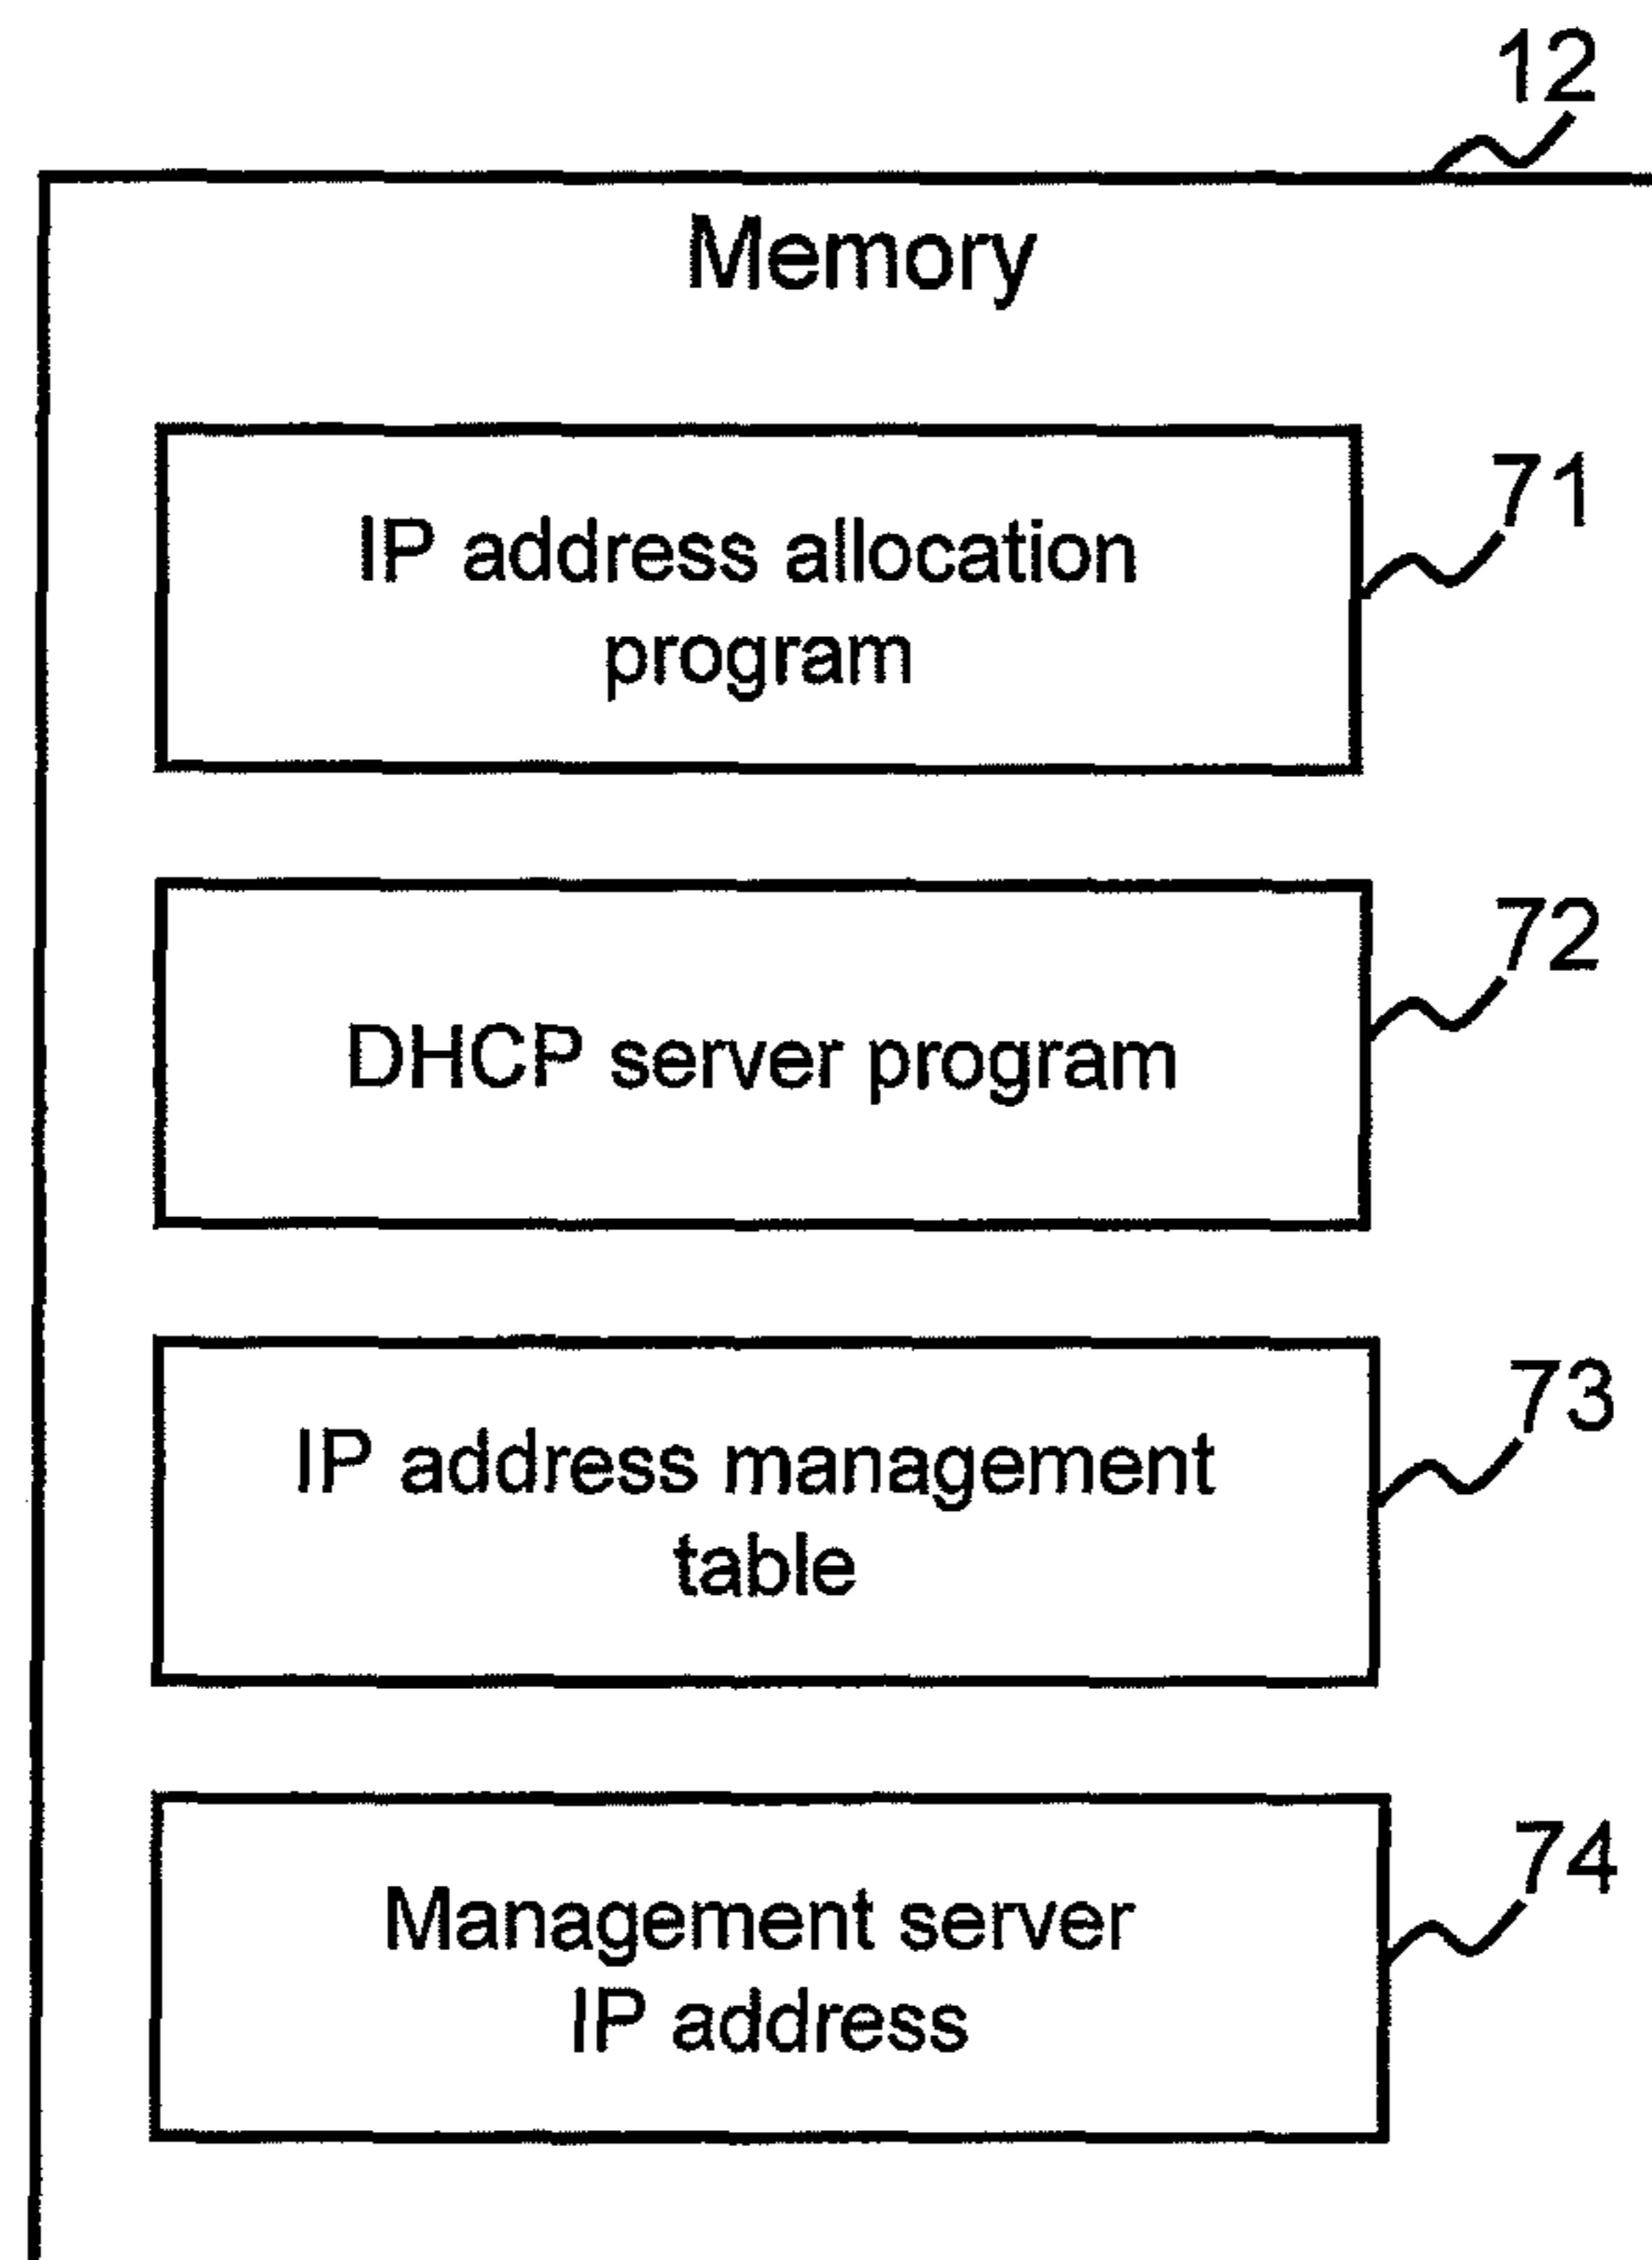 12
Memory
71
IP address allocation
program
72
DHCP server program
73
IP address management
table
74
Management server
IP address